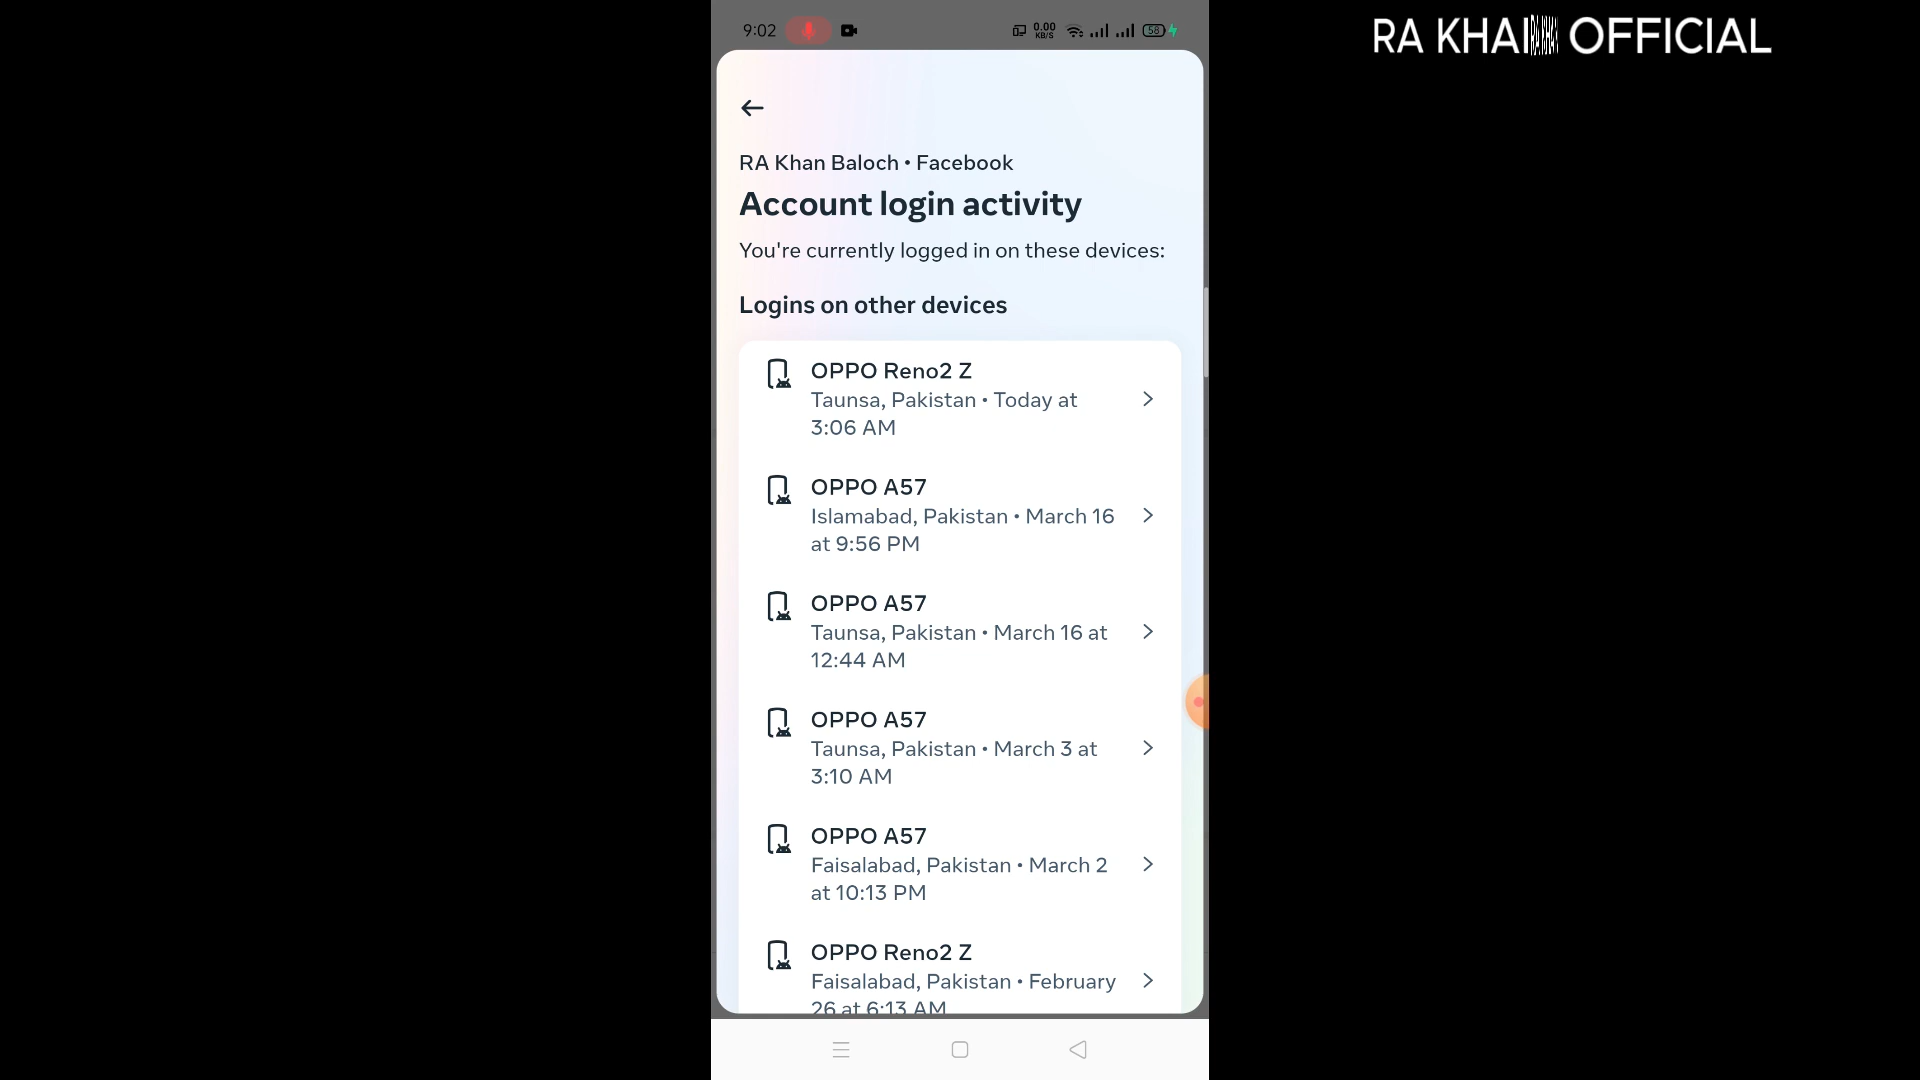 9:02
0.00
KB/S
58
RA OFFICIAL
RA Khan Baloch • Facebook
Account login activity
You're currently logged in on these devices:
Logins on other devices
OPPO Reno2 Z
Taunsa, Pakistan • Today at
3:06 AM
OPPO A57
Islamabad, Pakistan • March 16
at 9:56 PM
OPPO A57
Taunsa, Pakistan • March 16 at
12:44 AM
OPPO A57
Taunsa, Pakistan • March 3 at
3:10 AM
OPPO A57
Faisalabad, Pakistan • March 2
at 10:13 PM
OPPO Reno2 Z
Faisalabad, Pakistan • February
26 at 6:13 AM